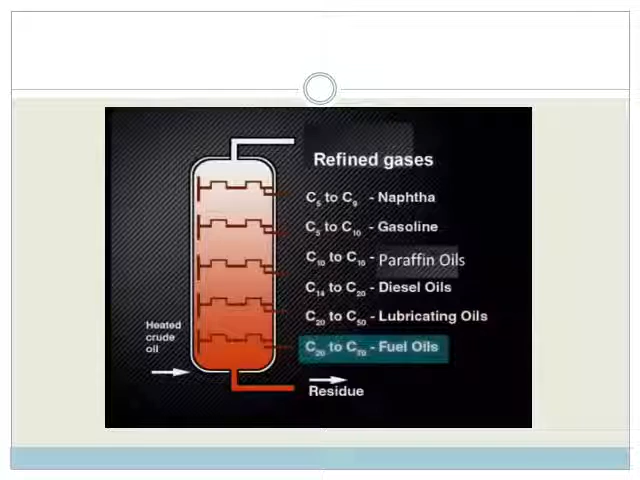 Refined gases
C5 to C9 - Naphtha
C5 to C10 - Gasoline
C10 to C16 - Paraffin Oils
C14 to C20 - Diesel Oils
C20 to C50 - Lubricating Oils
C20 to C70 - Fuel Oils
Heated
crude
oil
Residue